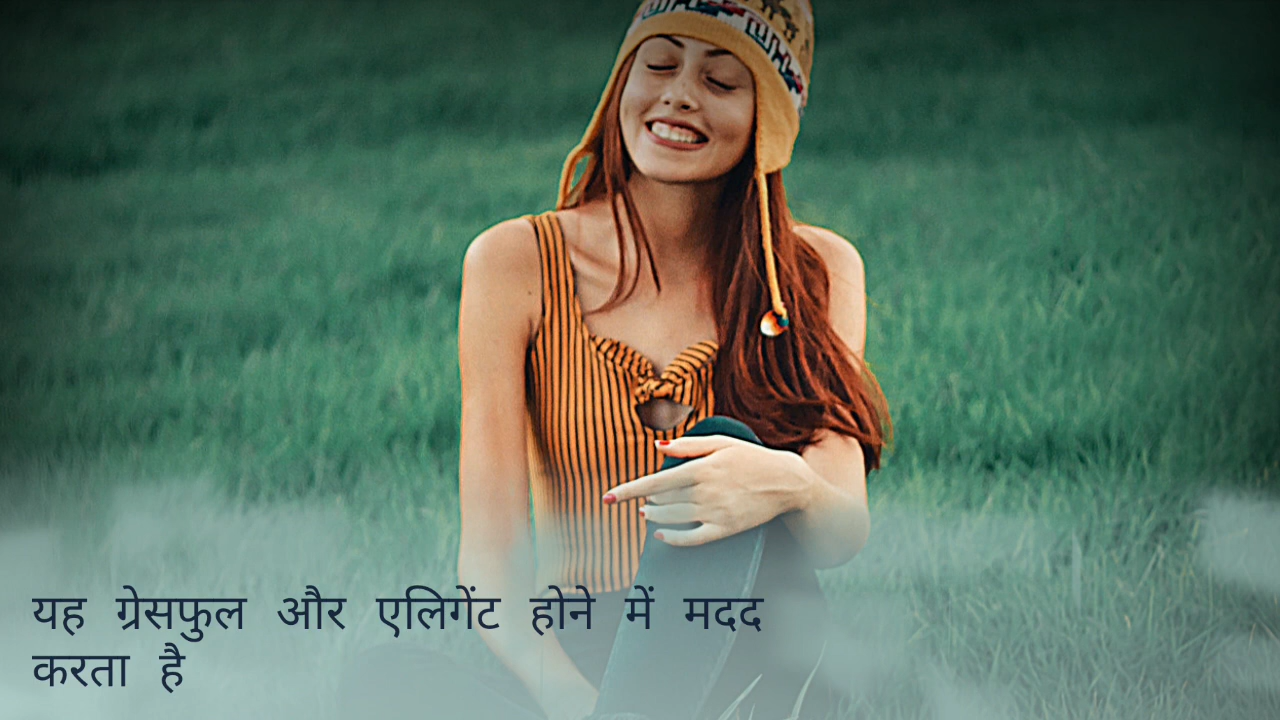 यह ग्रेसफुल और एलिगेंट होने में मदद
करता है